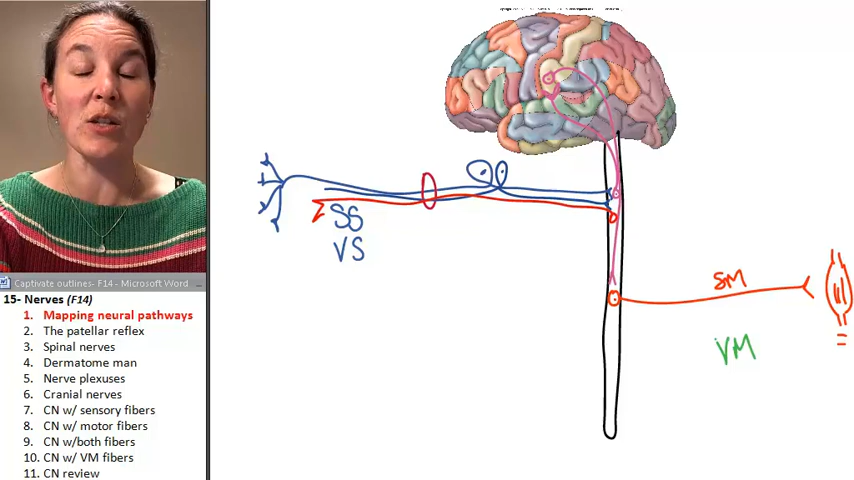 SS
VS
SM
VM
Captivate outlines- F14 - Microsoft Word
15- Nerves (F14)
1. Mapping neural pathways
2. The patellar reflex
3. Spinal nerves
4. Dermatome man
5. Nerve plexuses
6. Cranial nerves
7. CN w/ sensory fibers
8. CN w/ motor fibers
9. CN w/both fibers
10. CN w/ VM fibers
11. CN review